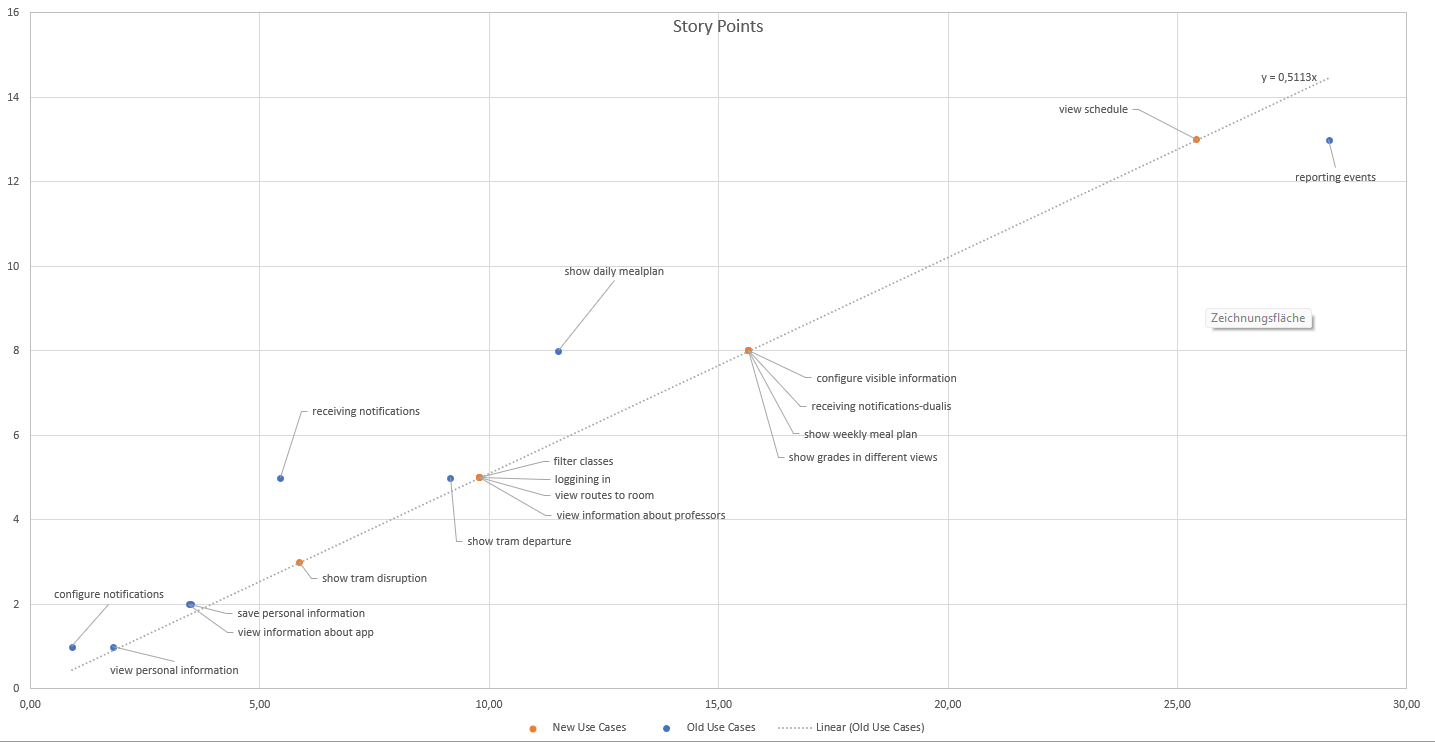 Story Points
16
14
12
10
8
6
4
2
0
y = 0,5113x
view schedule
reporting events
show daily mealplan
Zeichnungsfläche
configure visible information
receiving notifications-dualis
show weekly meal plan
show grades in different views
receiving notifications
filter classes
loggining in
view routes to room
view information about professors
show tram departure
show tram disruption
configure notifications
save personal information
view information about app
view personal information
0,00 5,00 10,00 15,00 20,00 25,00 30,00
New Use Cases Old Use Cases Linear (Old Use Cases)